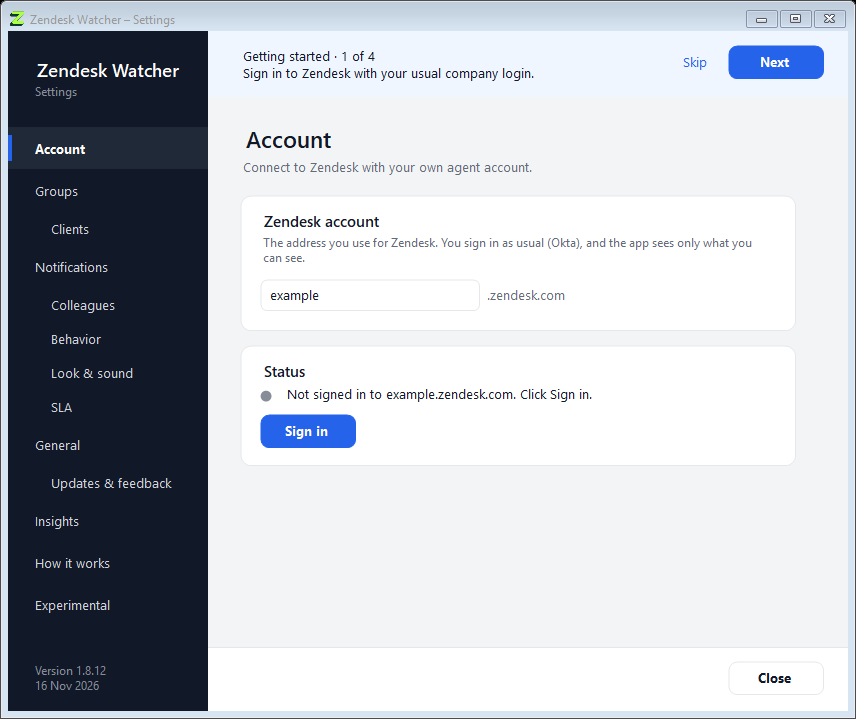 Zendesk Watcher – Settings
Zendesk Watcher
Settings
Account
Groups
Clients
Notifications
Colleagues
Behavior
Look & sound
SLA
General
Updates & feedback
Insights
How it works
Experimental
Version 1.8.12
16 Nov 2026
Getting started · 1 of 4
Sign in to Zendesk with your usual company login.
Skip
Next
Account
Connect to Zendesk with your own agent account.
Zendesk account
The address you use for Zendesk. You sign in as usual (Okta), and the app sees only what you
can see.
example
.zendesk.com
Status
Not signed in to example.zendesk.com. Click Sign in.
Sign in
Close